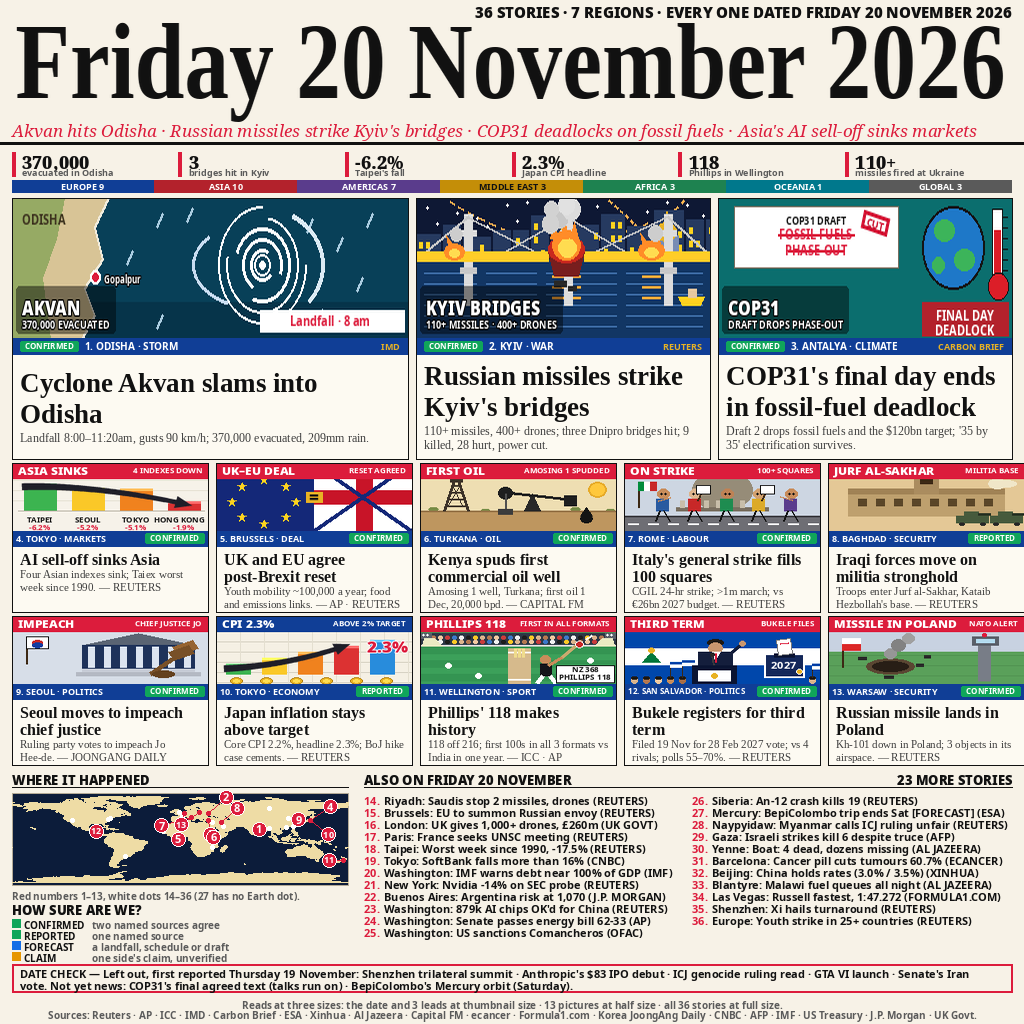 36 STORIES · 7 REGIONS · EVERY ONE DATED FRIDAY 20 NOVEMBER 2026
Friday 20 November 2026
Akvan hits Odisha · Russian missiles strike Kyiv's bridges · COP31 deadlocks on fossil fuels · Asia's AI sell-off sinks markets
370,000
evacuated in Odisha
3
bridges hit in Kyiv
-6.2%
Taipei's fall
2.3%
Japan CPI headline
118
Phillips in Wellington
110+
missiles fired at Ukraine
EUROPE 9
ASIA 10
AMERICAS 7
MIDDLE EAST 3
AFRICA 3
OCEANIA 1
GLOBAL 3
ODISHA
Gopalpur
AKVAN
370,000 EVACUATED
Landfall · 8 am
CONFIRMED 1. ODISHA · STORM IMD
Cyclone Akvan slams into
Odisha
Landfall 8:00–11:20am, gusts 90 km/h; 370,000 evacuated, 209mm rain.
KYIV BRIDGES
110+ MISSILES · 400+ DRONES
CONFIRMED 2. KYIV · WAR REUTERS
Russian missiles strike
Kyiv's bridges
110+ missiles, 400+ drones; three Dnipro bridges hit; 9
killed, 28 hurt, power cut.
COP31 DRAFT
FOSSIL FUELS
PHASE-OUT
CUT
COP31
DRAFT DROPS PHASE-OUT
FINAL DAY
DEADLOCK
CONFIRMED 3. ANTALYA · CLIMATE CARBON BRIEF
COP31's final day ends
in fossil-fuel deadlock
Draft 2 drops fossil fuels and the $120bn target; '35 by
35' electrification survives.
ASIA SINKS 4 INDEXES DOWN
TAIPEI SEOUL TOKYO HONG KONG
-6.2% -5.2% -5.1% -1.9%
4. TOKYO · MARKETS CONFIRMED
AI sell-off sinks Asia
Four Asian indexes sink; Taiex worst
week since 1990. — REUTERS
UK–EU DEAL RESET AGREED
=
5. BRUSSELS · DEAL CONFIRMED
UK and EU agree
post-Brexit reset
Youth mobility ~100,000 a year; food
and emissions links. — AP · REUTERS
FIRST OIL AMOSING 1 SPUDDED
6. TURKANA · OIL CONFIRMED
Kenya spuds first
commercial oil well
Amosing 1 well, Turkana; first oil 1
Dec, 20,000 bpd. — CAPITAL FM
ON STRIKE 100+ SQUARES
7. ROME · LABOUR CONFIRMED
Italy's general strike fills
100 squares
CGIL 24-hr strike; >1m march; vs
€26bn 2027 budget. — REUTERS
JURF AL-SAKHAR MILITIA BASE
8. BAGHDAD · SECURITY REPORTED
Iraqi forces move on
militia stronghold
Troops enter Jurf al-Sakhar, Kataib
Hezbollah's base. — REUTERS
IMPEACH CHIEF JUSTICE JO
9. SEOUL · POLITICS CONFIRMED
Seoul moves to impeach
chief justice
Ruling party votes to impeach Jo
Hee-de. — JOONGANG DAILY
CPI 2.3% ABOVE 2% TARGET
2.3%
10. TOKYO · ECONOMY REPORTED
Japan inflation stays
above target
Core CPI 2.2%, headline 2.3%; BoJ hike
case cements. — REUTERS
PHILLIPS 118 FIRST IN ALL FORMATS
NZ 368
PHILLIPS 118
11. WELLINGTON · SPORT CONFIRMED
Phillips' 118 makes
history
118 off 216; first 100s in all 3 formats vs
India in one year. — ICC · AP
THIRD TERM BUKELE FILES
2027
12. SAN SALVADOR · POLITICS CONFIRMED
Bukele registers for third
term
Filed 19 Nov for 28 Feb 2027 vote; vs 4
rivals; polls 55–70%. — REUTERS
MISSILE IN POLAND NATO ALERT
13. WARSAW · SECURITY CONFIRMED
Russian missile lands in
Poland
Kh-101 down in Poland; 3 objects in its
airspace. — REUTERS
WHERE IT HAPPENED
2
8
4
7
13
12
1
9
5
6
10
11
Red numbers 1–13, white dots 14–36 (27 has no Earth dot).
HOW SURE ARE WE?
CONFIRMED two named sources agree
REPORTED one named source
FORECAST a landfall, schedule or draft
CLAIM one side's claim, unverified
ALSO ON FRIDAY 20 NOVEMBER 23 MORE STORIES
14. Riyadh: Saudis stop 2 missiles, drones (REUTERS)
15. Brussels: EU to summon Russian envoy (REUTERS)
16. London: UK gives 1,000+ drones, £260m (UK GOVT)
17. Paris: France seeks UNSC meeting (REUTERS)
18. Taipei: Worst week since 1990, -17.5% (REUTERS)
19. Tokyo: SoftBank falls more than 16% (CNBC)
20. Washington: IMF warns debt near 100% of GDP (IMF)
21. New York: Nvidia -14% on SEC probe (REUTERS)
22. Buenos Aires: Argentina risk at 1,070 (J.P. MORGAN)
23. Washington: 879k AI chips OK'd for China (REUTERS)
24. Washington: Senate passes energy bill 62-33 (AP)
25. Washington: US sanctions Comancheros (OFAC)
26. Siberia: An-12 crash kills 19 (REUTERS)
27. Mercury: BepiColombo trip ends Sat [FORECAST] (ESA)
28. Naypyidaw: Myanmar calls ICJ ruling unfair (REUTERS)
29. Gaza: Israeli strikes kill 6 despite truce (AFP)
30. Yenne: Boat: 4 dead, dozens missing (AL JAZEERA)
31. Barcelona: Cancer pill cuts tumours 60.7% (ECANCER)
32. Beijing: China holds rates (3.0% / 3.5%) (XINHUA)
33. Blantyre: Malawi fuel queues all night (AL JAZEERA)
34. Las Vegas: Russell fastest, 1:47.272 (FORMULA1.COM)
35. Shenzhen: Xi hails turnaround (REUTERS)
36. Europe: Youth strike in 25+ countries (REUTERS)
DATE CHECK — Left out, first reported Thursday 19 November: Shenzhen trilateral summit · Anthropic's $83 IPO debut · ICJ genocide ruling read · GTA VI launch · Senate's Iran
vote. Not yet news: COP31's final agreed text (talks run on) · BepiColombo's Mercury orbit (Saturday).
Reads at three sizes: the date and 3 leads at thumbnail size · 13 pictures at half size · all 36 stories at full size.
Sources: Reuters · AP · ICC · IMD · Carbon Brief · ESA · Xinhua · Al Jazeera · Capital FM · ecancer · Formula1.com · Korea JoongAng Daily · CNBC · AFP · IMF · US Treasury · J.P. Morgan · UK Govt.